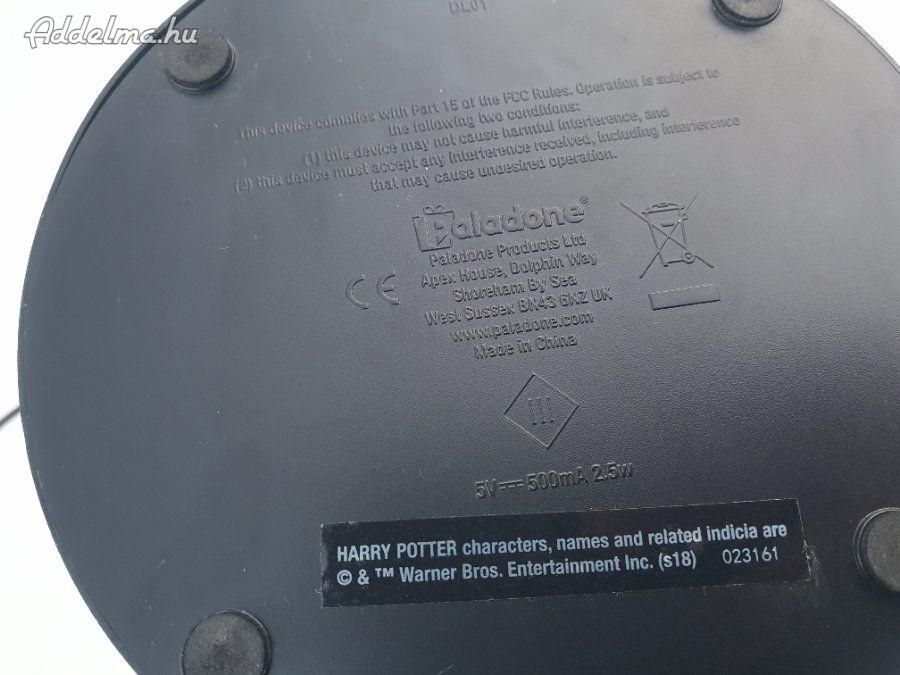 Addelma.hu
DL01
This device complies with Part 15 of the FCC Rules. Operation is subject to
the following two conditions:
(1) this device may not cause harmful interference, and
(2) this device must accept any interference received, including interference
that may cause undesired operation.
Paladone®
Paladone Products Ltd
Apex House, Dolphin Way
Shoreham By Sea
West Sussex BN43 6NZ UK
www.paladone.com
Made in China
CE
III
5V⎓500mA 2.5w
HARRY POTTER characters, names and related indicia are
© & ™ Warner Bros. Entertainment Inc. (s18) 023161